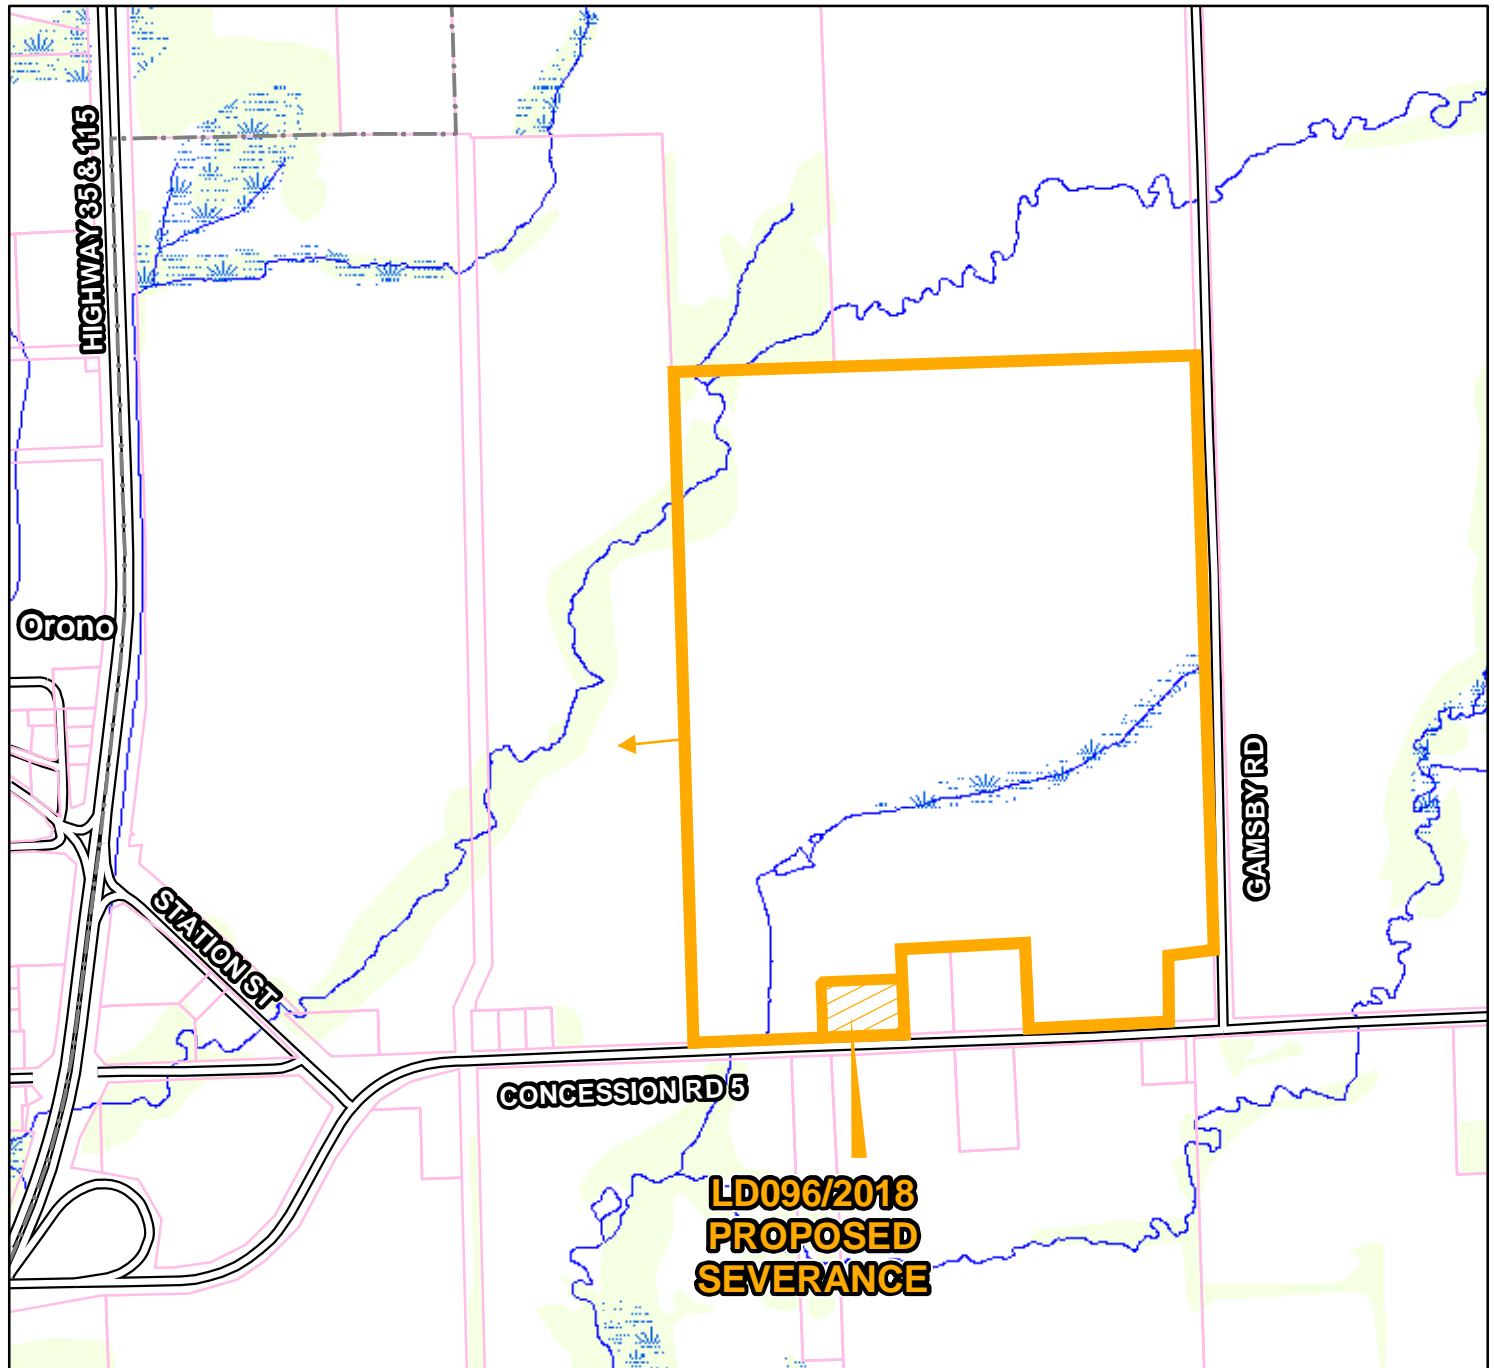 HIGHWAY 35 & 115
Orono
STATION ST
GAMSBY RD
CONCESSION RD 5
LD096/2018
PROPOSED
SEVERANCE